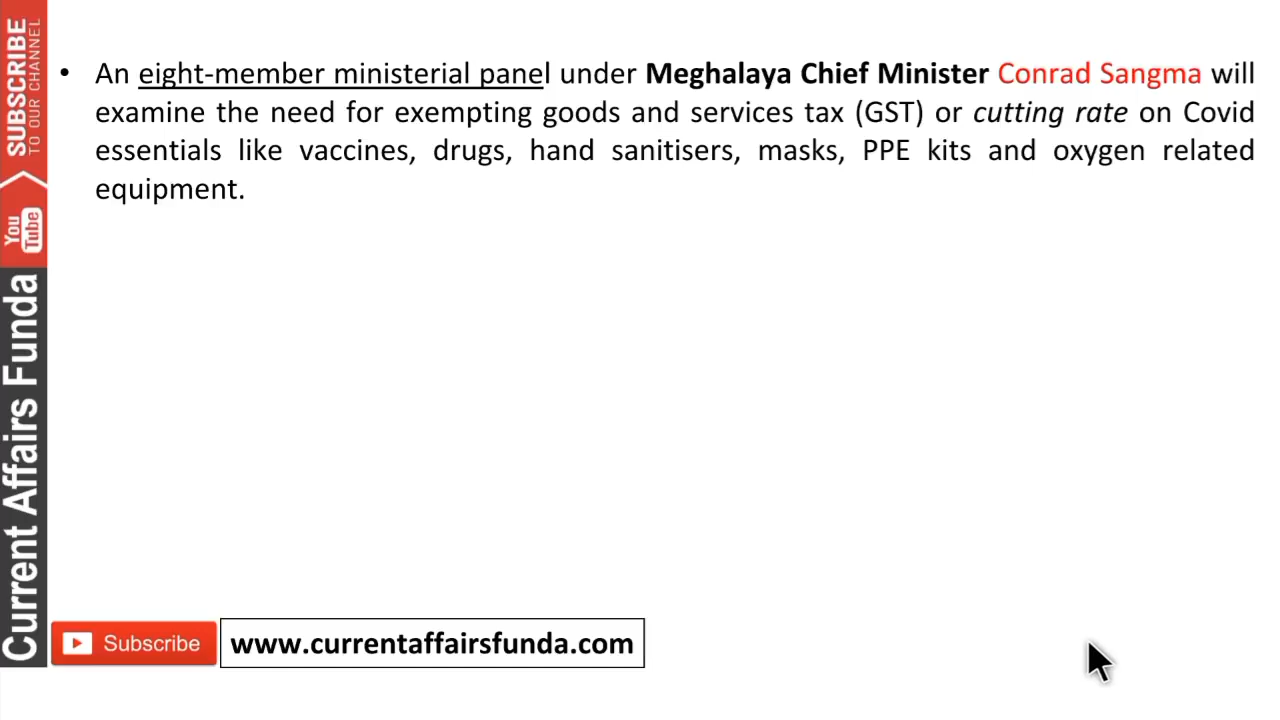 • An eight-member ministerial panel under Meghalaya Chief Minister Conrad Sangma will
examine the need for exempting goods and services tax (GST) or cutting rate on Covid
essentials like vaccines, drugs, hand sanitisers, masks, PPE kits and oxygen related
equipment.
SUBSCRIBE
TO OUR CHANNEL
You
Tube
Current Affairs Funda
Subscribe
www.currentaffairsfunda.com